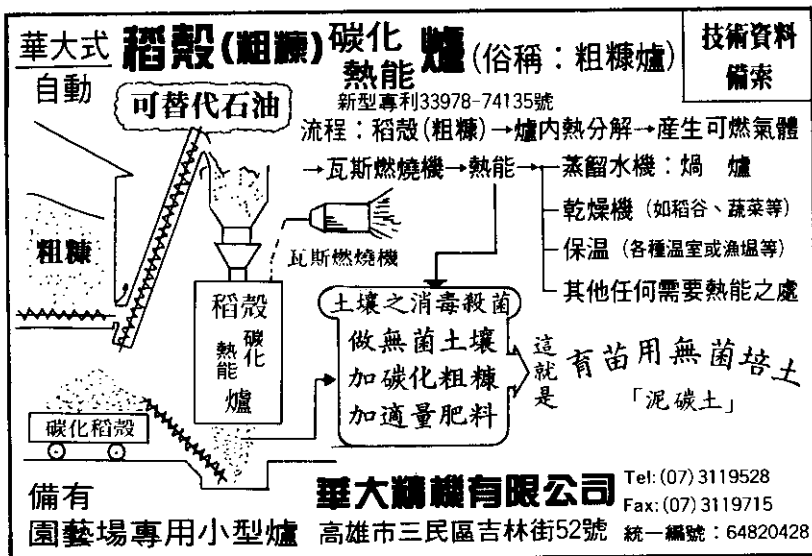 華大式 稻殼(粗糠)碳化熱能爐(俗稱：粗糠爐)
技術資料
備索
自動
可替代石油
新型專利33978-74135號
流程：稻殼(粗糠)→爐內熱分解→產生可燃氣體
→瓦斯燃燒機→熱能→蒸餾水機：鍋 爐
乾燥機(如稻谷、蔬菜等)
保溫(各種溫室或漁塭等)
其他任何需要熱能之處
粗糠
瓦斯燃燒機
稻殼
碳化
熱能
爐
土壤之消毒殺菌
做無菌土壤
加碳化粗糠
加適量肥料
這就是
育苗用無菌培土
「泥碳土」
碳化稻殼
備有
園藝場專用小型爐
華大精機有限公司
高雄市三民區吉林街52號
Tel:(07)3119528
Fax:(07)3119715
統一編號：64820428